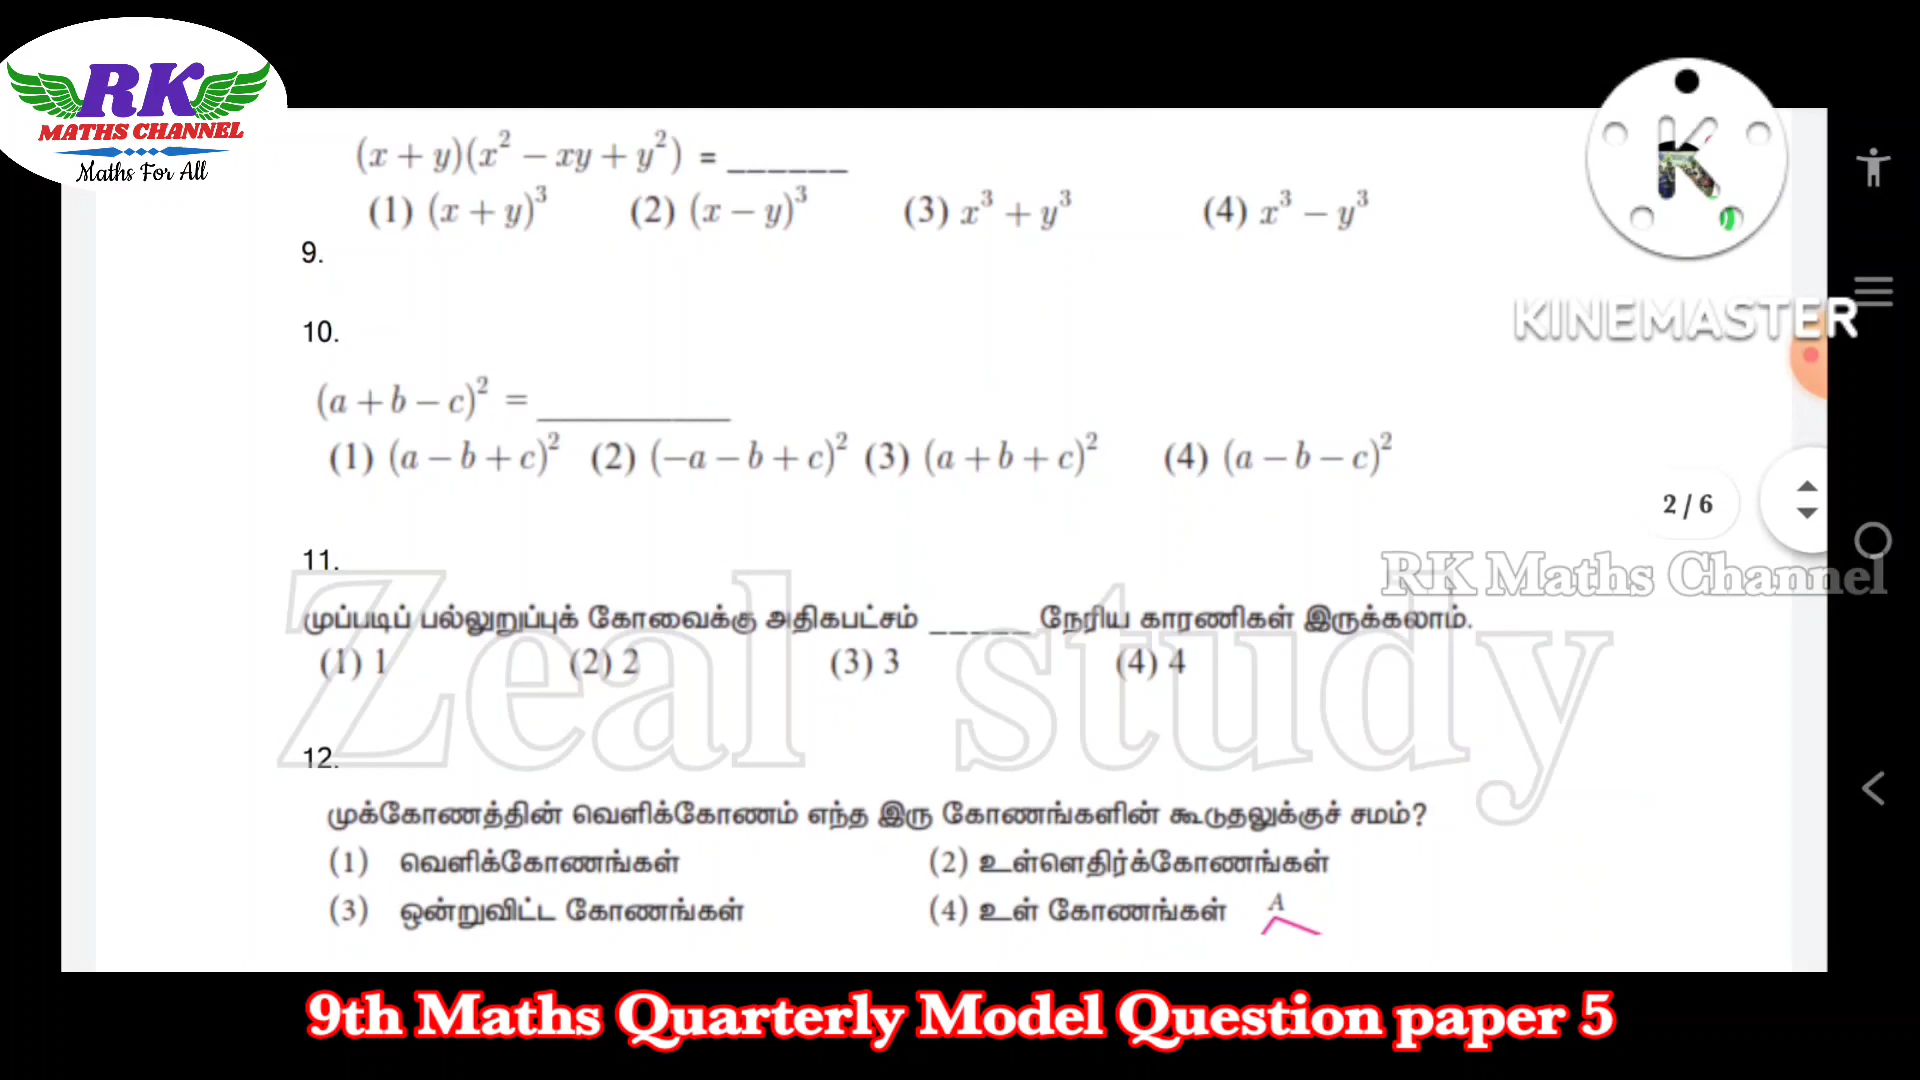 RK
MATHS CHANNEL
Maths For All
(x + y)(x² − xy + y²) = ______
(1) (x + y)³ (2) (x − y)³ (3) x³ + y³ (4) x³ − y³
9.
KINEMASTER
10.
(a + b − c)² = __________
(1) (a − b + c)² (2) (−a − b + c)² (3) (a + b + c)² (4) (a − b − c)²
2 / 6
11.
RK Maths Channel
முப்படிப் பல்லுறுப்புக் கோவைக்கு அதிகபட்சம் _____ நேரிய காரணிகள் இருக்கலாம்.
(1) 1 (2) 2 (3) 3 (4) 4
Zeal study
12.
முக்கோணத்தின் வெளிக்கோணம் எந்த இரு கோணங்களின் கூடுதலுக்குச் சமம்?
(1) வெளிக்கோணங்கள் (2) உள்ளெதிர்க்கோணங்கள்
(3) ஒன்றுவிட்ட கோணங்கள் (4) உள் கோணங்கள்
A
9th Maths Quarterly Model Question paper 5